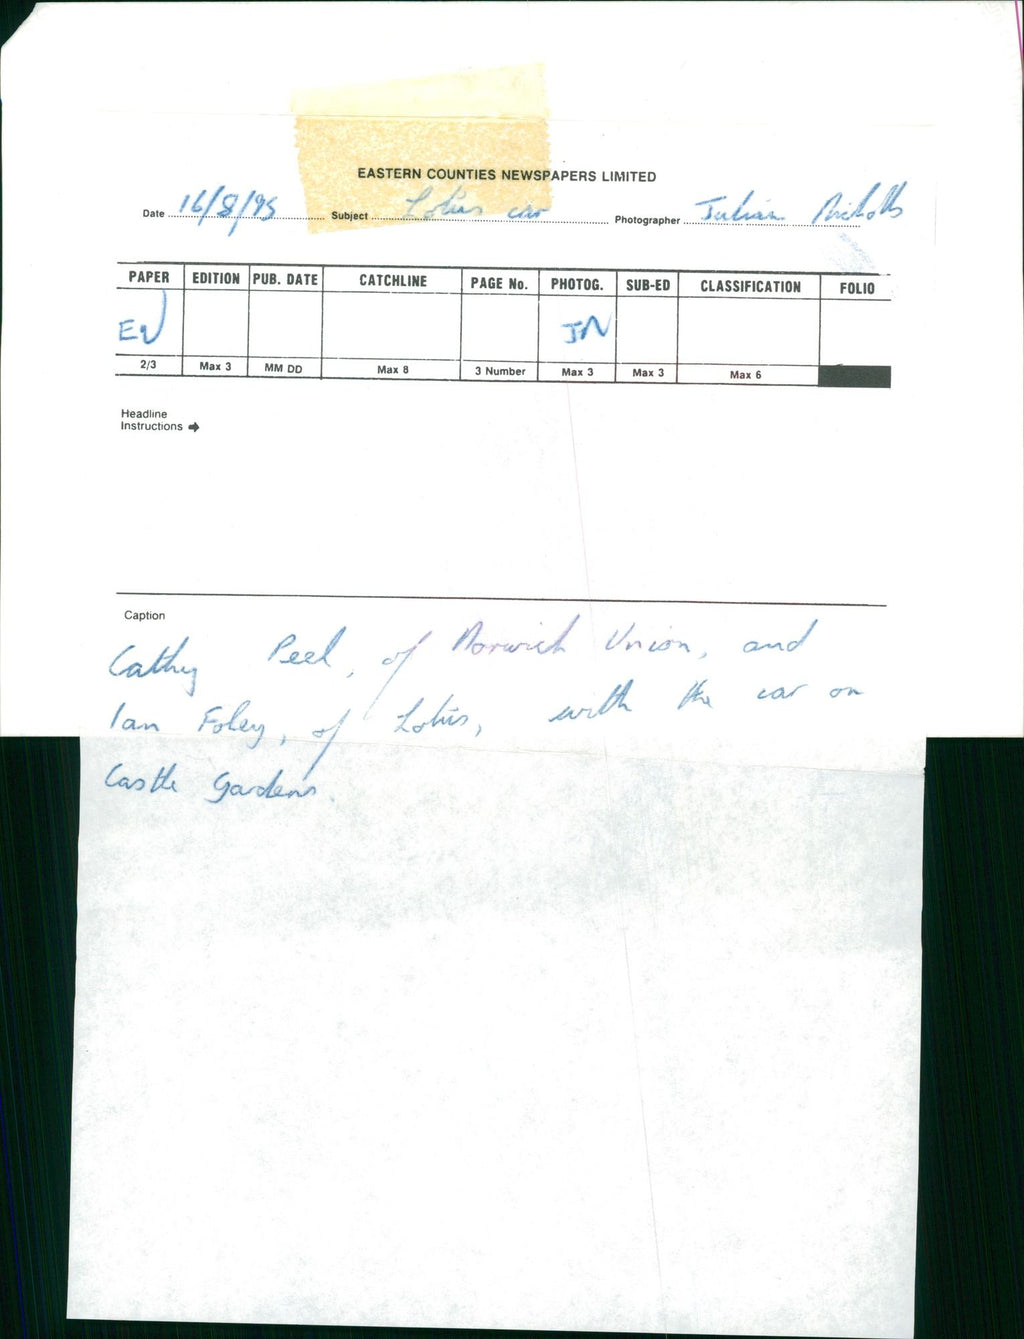 EASTERN COUNTIES NEWSPAPERS LIMITED
Date 16/8/95 Subject Lotus car Photographer Julian Nicholls
PAPER EDITION PUB. DATE CATCHLINE PAGE No. PHOTOG. SUB-ED CLASSIFICATION FOLIO
EN JN
2/3 Max 3 MM DD Max 8 3 Number Max 3 Max 3 Max 6
Headline
Instructions ➔
Caption
Cathy Peel, of Norwich Union, and
Ian Foley, of Lotus, with the car on
Castle Gardens.